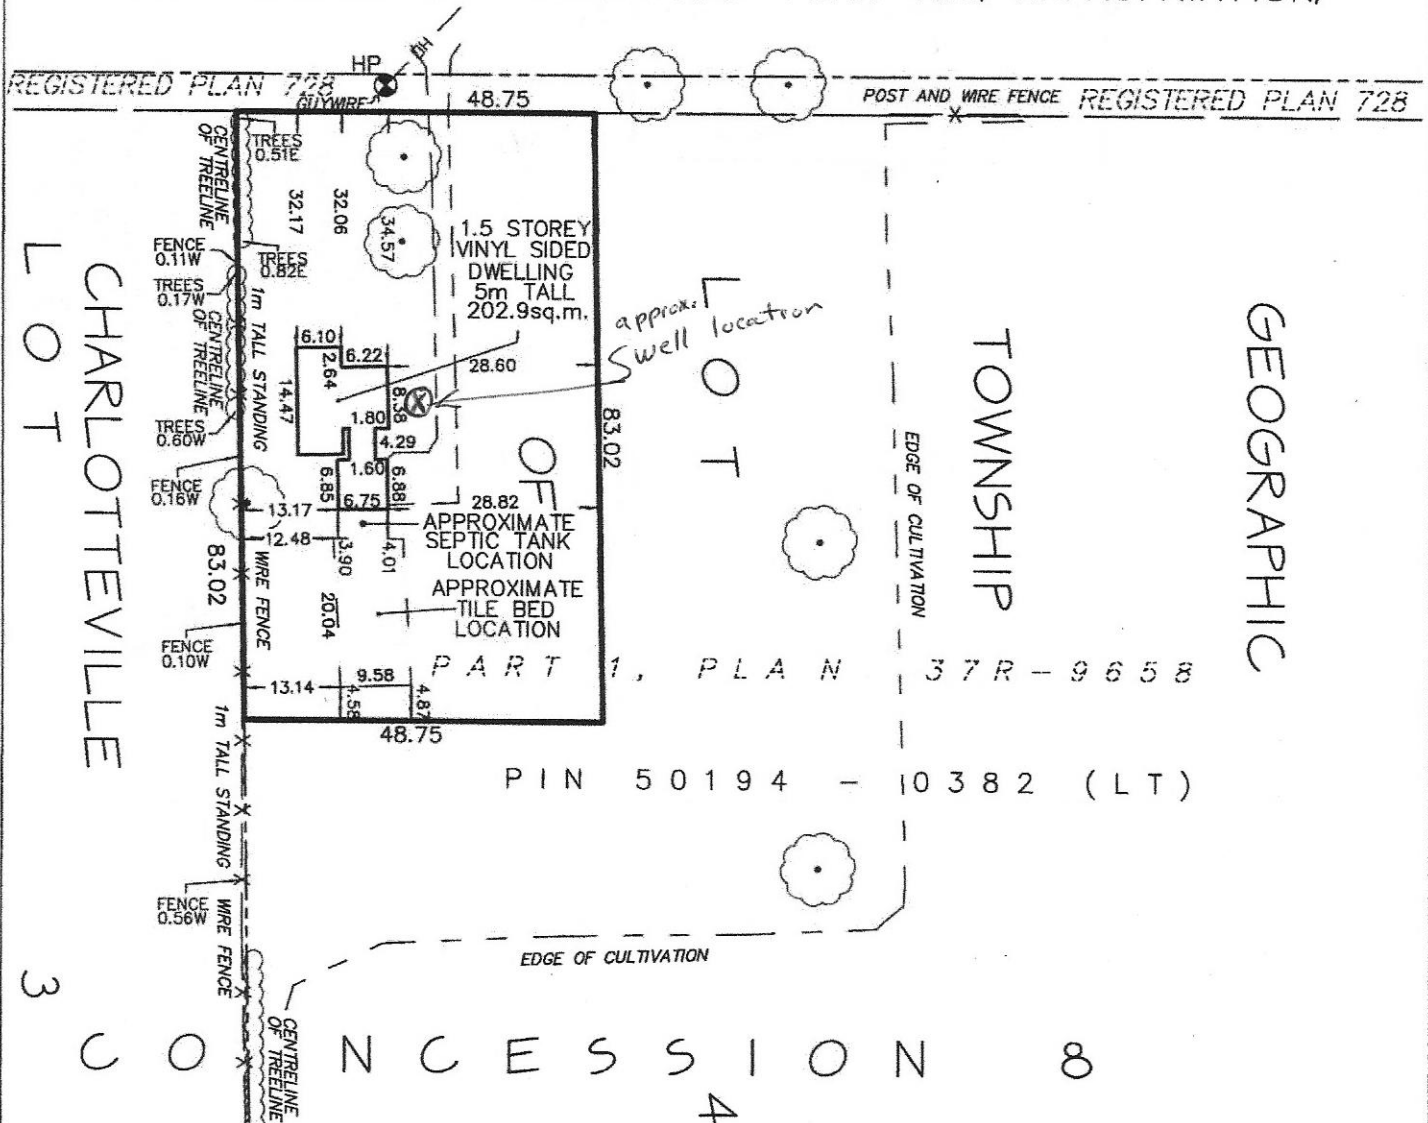 HP
OH
REGISTERED PLAN 728
GUYWIRE
48.75
POST AND WIRE FENCE
REGISTERED PLAN 728
CENTRELINE
OF TREELINE
TREES
0.51E
32.17
32.06
34.57
1.5 STOREY
VINYL SIDED
DWELLING
5m TALL
202.9sq.m.
FENCE
0.11W
TREES
0.82E
TREES
0.17W
CENTRELINE
OF TREELINE
1m TALL STANDING
WIRE FENCE
approx.
well location
6.10
2.64
6.22
28.60
14.47
8.38
X
1.80
4.29
83.02
TREES
0.60W
FENCE
0.16W
1.60
6.85
6.88
6.75
13.17
28.82
12.48
3.90
4.01
APPROXIMATE
SEPTIC TANK
LOCATION
83.02
APPROXIMATE
TILE BED
LOCATION
20.04
FENCE
0.10W
PART 1, PLAN 37R-9658
13.14
9.58
4.58
4.87
48.75
PIN 50194 - 0382 (LT)
1m TALL STANDING
WIRE FENCE
FENCE
0.56W
EDGE OF CULTIVATION
EDGE OF CULTIVATION
CENTRELINE
OF TREELINE
LOT
3
CHARLOTTEVILLE
LOT
4
OF
TOWNSHIP
GEOGRAPHIC
CONCESSION 8